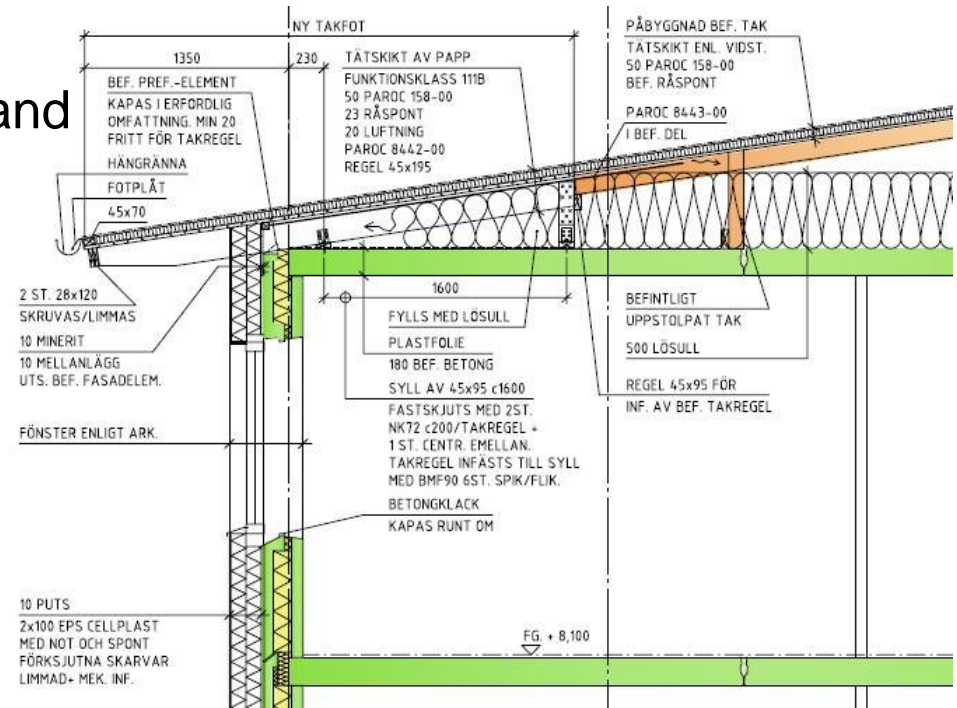 and
NY TAKFOT
1350
230
BEF. PREF.-ELEMENT
KAPAS I ERFORDLIG
OMFATTNING. MIN 20
FRITT FÖR TAKREGEL
HÄNGRÄNNA
FOTPLÅT
45x70
TÄTSKIKT AV PAPP
FUNKTIONSKLASS 111B
50 PAROC 158-00
23 RÅSPONT
20 LUFTNING
PAROC 8442-00
REGEL 45x195
PÅBYGGNAD BEF. TAK
TÄTSKIKT ENL. VIDST.
50 PAROC 158-00
BEF. RÅSPONT
PAROC 8443-00
I BEF. DEL
2 ST. 28x120
SKRUVAS/LIMMAS
10 MINERIT
10 MELLANLÄGG
UTS. BEF. FASADELEM.
FÖNSTER ENLIGT ARK.
1600
FYLLS MED LÖSULL
PLASTFOLIE
180 BEF. BETONG
SYLL AV 45x95 c1600
FASTSKJUTS MED 2ST.
NK72 c200/TAKREGEL +
1 ST. CENTR. EMELLAN.
TAKREGEL INFÄSTS TILL SYLL
MED BMF90 6ST. SPIK/FLIK.
BETONGKLACK
KAPAS RUNT OM
BEFINTLIGT
UPPSTOLPAT TAK
500 LÖSULL
REGEL 45x95 FÖR
INF. AV BEF. TAKREGEL
10 PUTS
2x100 EPS CELLPLAST
MED NOT OCH SPONT
FÖRKSJUTNA SKARVAR
LIMMAD+ MEK. INF.
FG. + 8,100